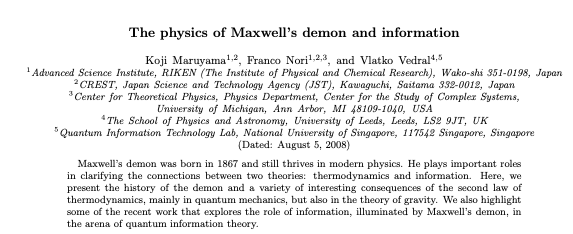 The physics of Maxwell's demon and information
Koji Maruyama1,2, Franco Nori1,2,3, and Vlatko Vedral4,5
1Advanced Science Institute, RIKEN (The Institute of Physical and Chemical Research), Wako-shi 351-0198, Japan
2CREST, Japan Science and Technology Agency (JST), Kawaguchi, Saitama 332-0012, Japan
3Center for Theoretical Physics, Physics Department, Center for the Study of Complex Systems,
University of Michigan, Ann Arbor, MI 48109-1040, USA
4The School of Physics and Astronomy, University of Leeds, Leeds, LS2 9JT, UK
5Quantum Information Technology Lab, National University of Singapore, 117542 Singapore, Singapore
(Dated: August 5, 2008)
Maxwell's demon was born in 1867 and still thrives in modern physics. He plays important roles
in clarifying the connections between two theories: thermodynamics and information. Here, we
present the history of the demon and a variety of interesting consequences of the second law of
thermodynamics, mainly in quantum mechanics, but also in the theory of gravity. We also highlight
some of the recent work that explores the role of information, illuminated by Maxwell's demon, in
the arena of quantum information theory.